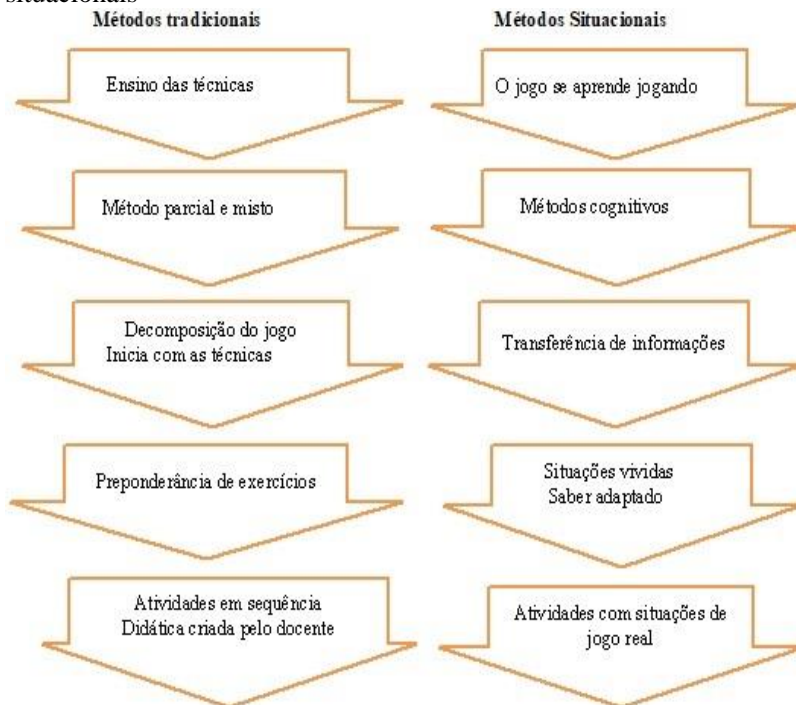 situacionais
Métodos tradicionais
Ensino das técnicas
Método parcial e misto
Decomposição do jogo
Inicia com as técnicas
Preponderância de exercícios
Atividades em sequência
Didática criada pelo docente
Métodos Situacionais
O jogo se aprende jogando
Métodos cognitivos
Transferência de informações
Situações vividas
Saber adaptado
Atividades com situações de
jogo real